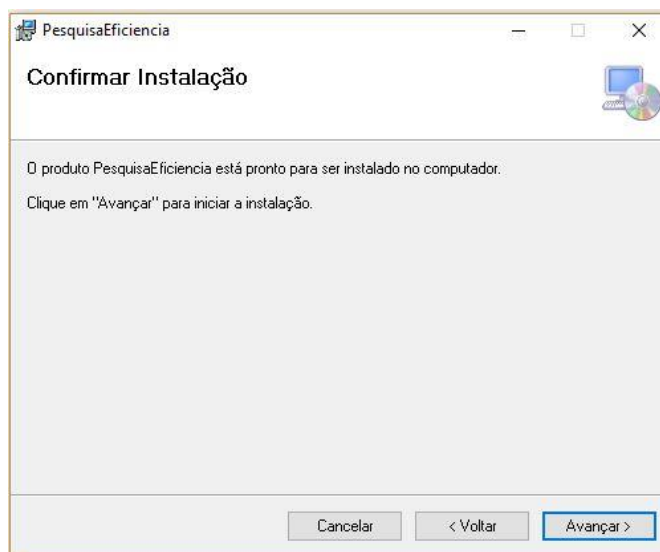 PesquisaEficiencia
Confirmar Instalação
O produto PesquisaEficiencia está pronto para ser instalado no computador.
Clique em "Avançar" para iniciar a instalação.
Cancelar
< Voltar
Avançar >